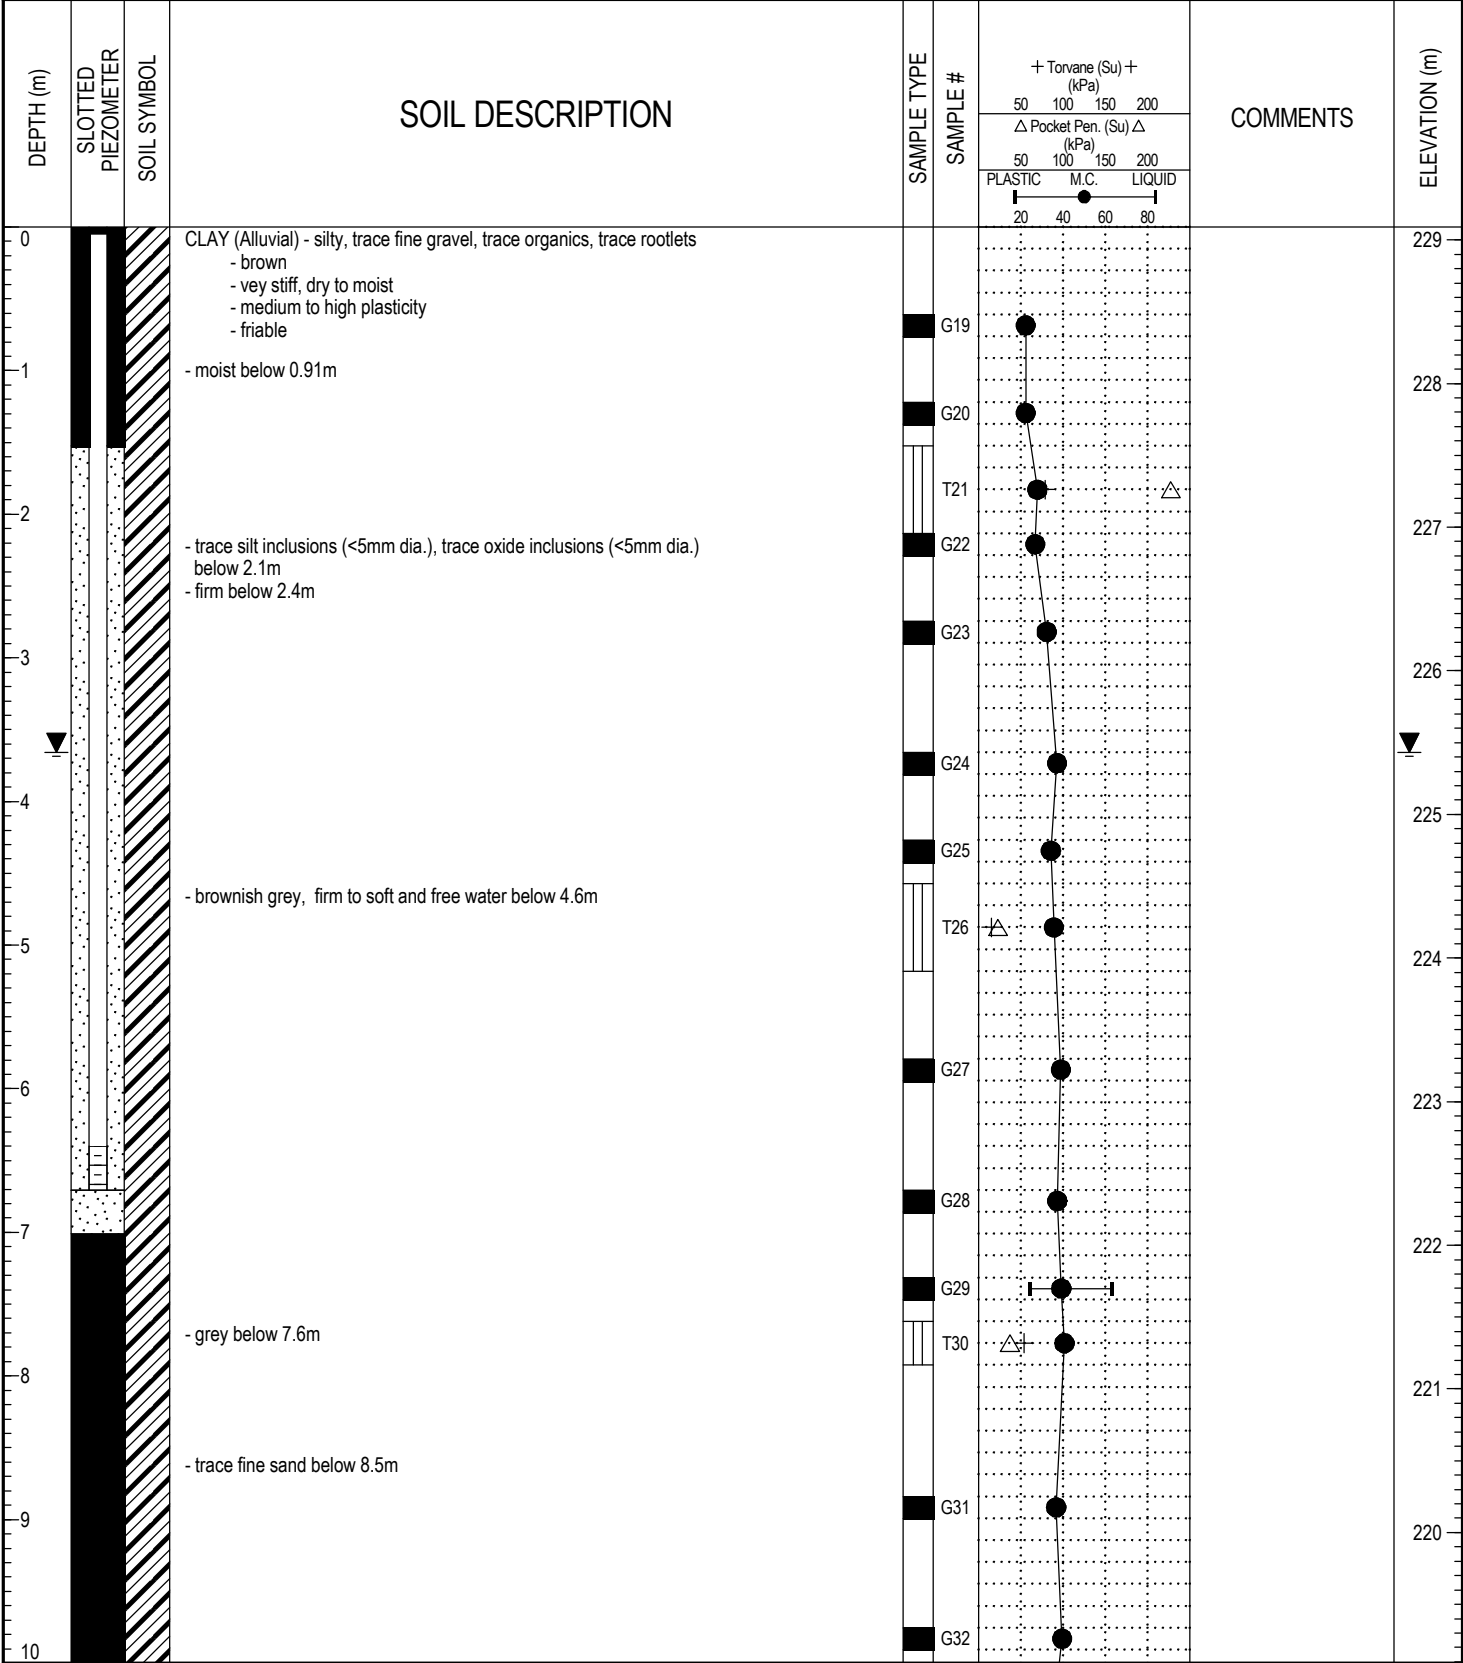 DEPTH (m)
SLOTTED
PIEZOMETER
SOIL SYMBOL
SOIL DESCRIPTION
SAMPLE TYPE
SAMPLE #
+ Torvane (Su) +
(kPa)
50 100 150 200
△ Pocket Pen. (Su) △
(kPa)
50 100 150 200
PLASTIC M.C. LIQUID
20 40 60 80
COMMENTS
ELEVATION (m)
0
CLAY (Alluvial) - silty, trace fine gravel, trace organics, trace rootlets
229
- brown
- vey stiff, dry to moist
- medium to high plasticity
- friable
G19
1
- moist below 0.91m
228
G20
T21
2
227
- trace silt inclusions (<5mm dia.), trace oxide inclusions (<5mm dia.)
below 2.1m
G22
- firm below 2.4m
G23
3
226
G24
4
225
G25
- brownish grey, firm to soft and free water below 4.6m
T26
5
224
G27
6
223
G28
7
222
G29
- grey below 7.6m
T30
8
221
- trace fine sand below 8.5m
G31
9
220
G32
10